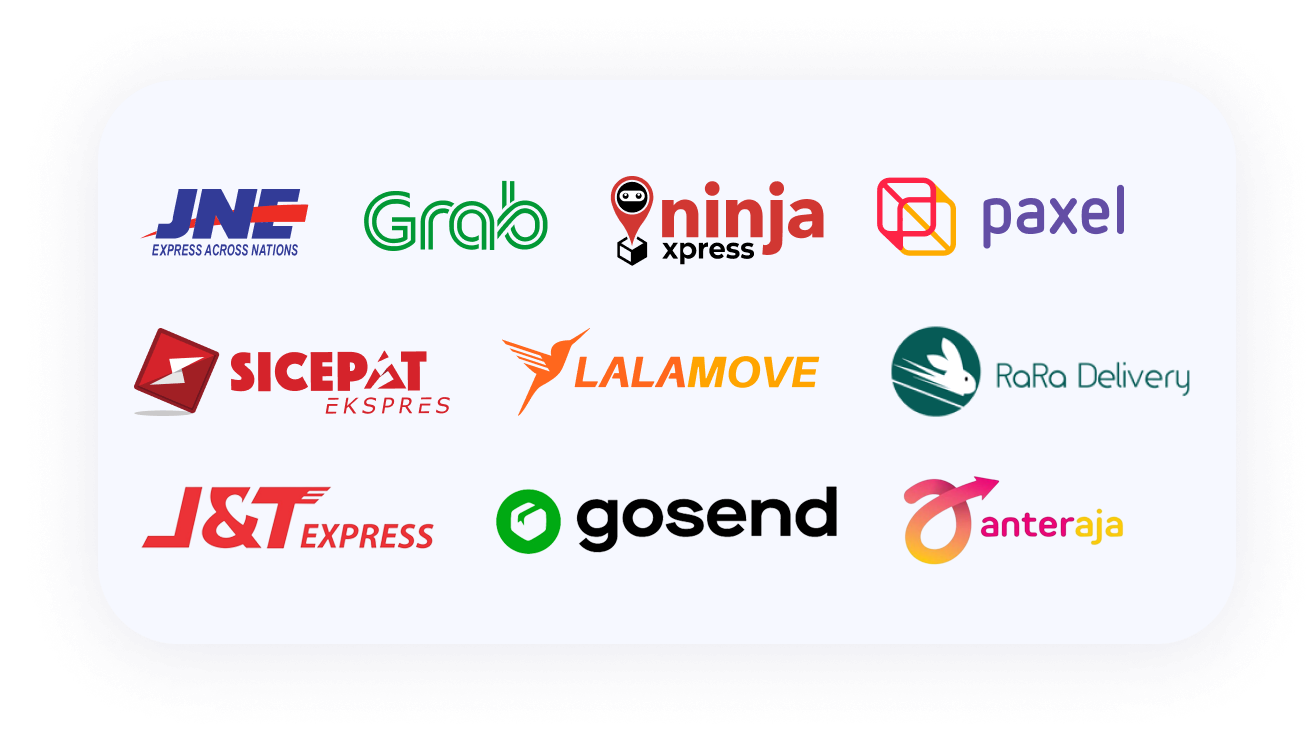 JNE
EXPRESS ACROSS NATIONS
Grab
ninja
xpress
paxel
SICEPAT
EKSPRES
LALAMOVE
RaRa Delivery
J&T EXPRESS
gosend
anteraja